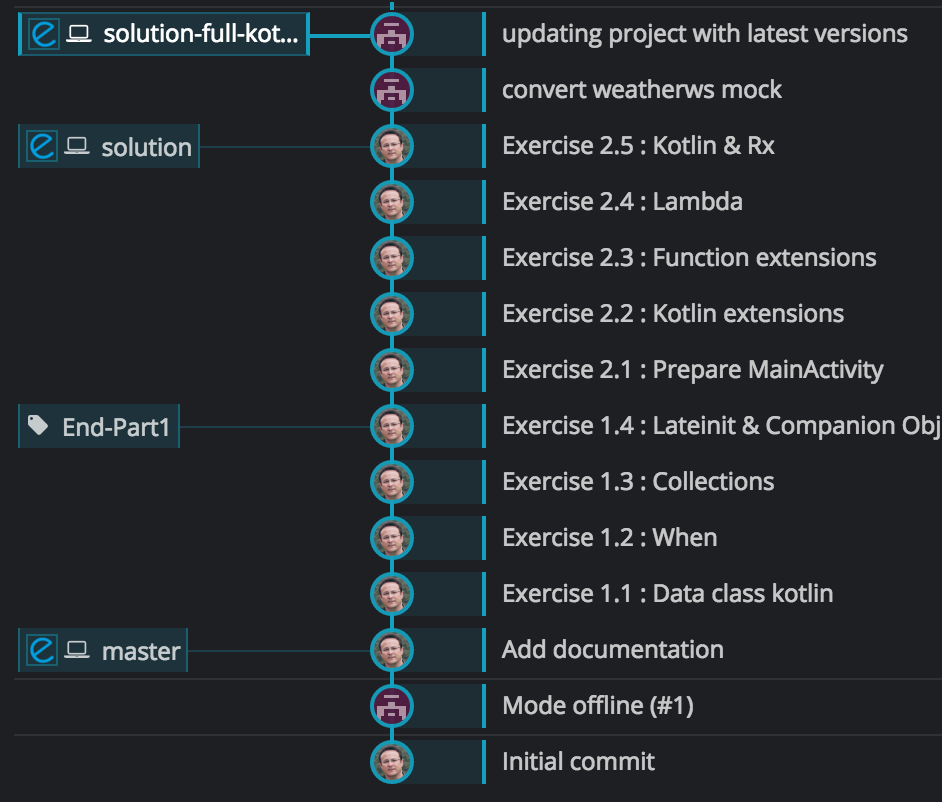 solution-full-kot... updating project with latest versions
convert weatherws mock
solution Exercise 2.5 : Kotlin & Rx
Exercise 2.4 : Lambda
Exercise 2.3 : Function extensions
Exercise 2.2 : Kotlin extensions
Exercise 2.1 : Prepare MainActivity
End-Part1 Exercise 1.4 : Lateinit & Companion Obj
Exercise 1.3 : Collections
Exercise 1.2 : When
Exercise 1.1 : Data class kotlin
master Add documentation
Mode offline (#1)
Initial commit